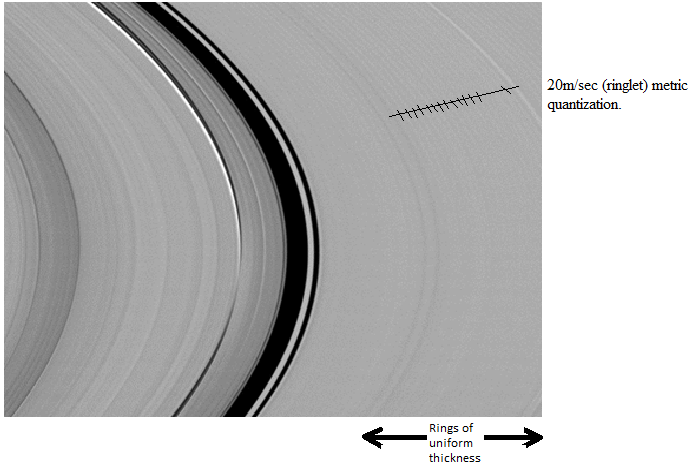 20m/sec (ringlet) metric
quantization.
Rings of
uniform
thickness